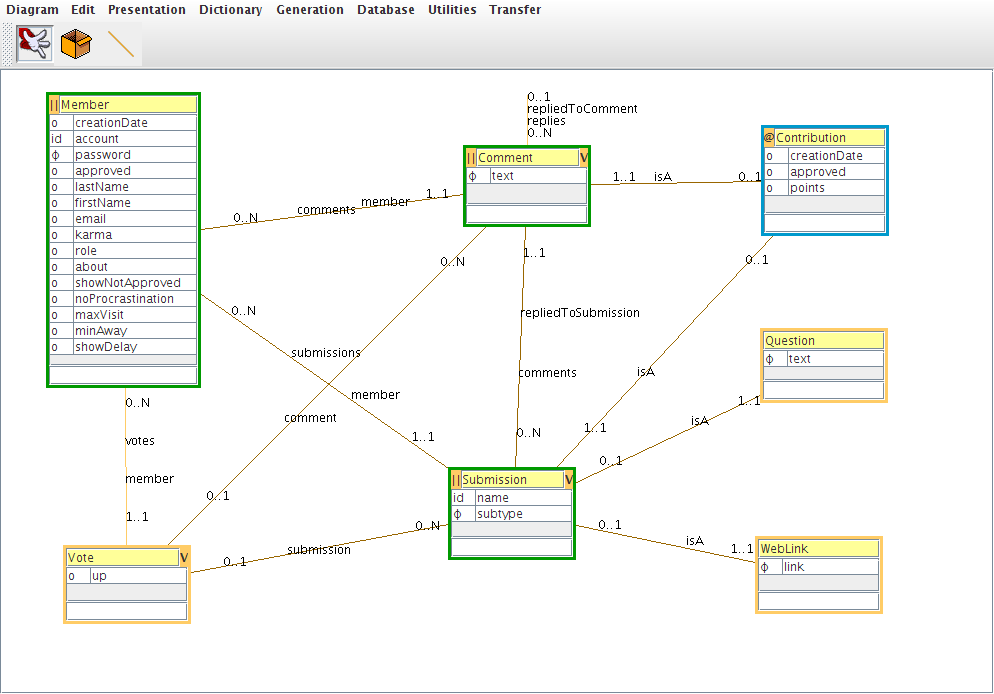 Diagram Edit Presentation Dictionary Generation Database Utilities Transfer
|| Member
o creationDate
id account
ф password
o approved
o lastName
o firstName
o email
o karma
o role
o about
o showNotApproved
o noProcrastination
o maxVisit
o minAway
o showDelay
0..1
repliedToComment
replies
0..N
|| Comment V
ф text
@ Contribution
o creationDate
o approved
o points
1..1 isA 0..1
0..N comments member 1..1
0..N
submissions
member
1..1
0..N
comment
0..1
1..1
repliedToSubmission
comments
0..N
0..1
isA
1..1
Question
ф text
1..1
isA
0..1
|| Submission V
id name
ф subtype
0..N
votes
member
1..1
Vote V
o up
0..1 submission 0..N
0..1 isA 1..1
WebLink
ф link